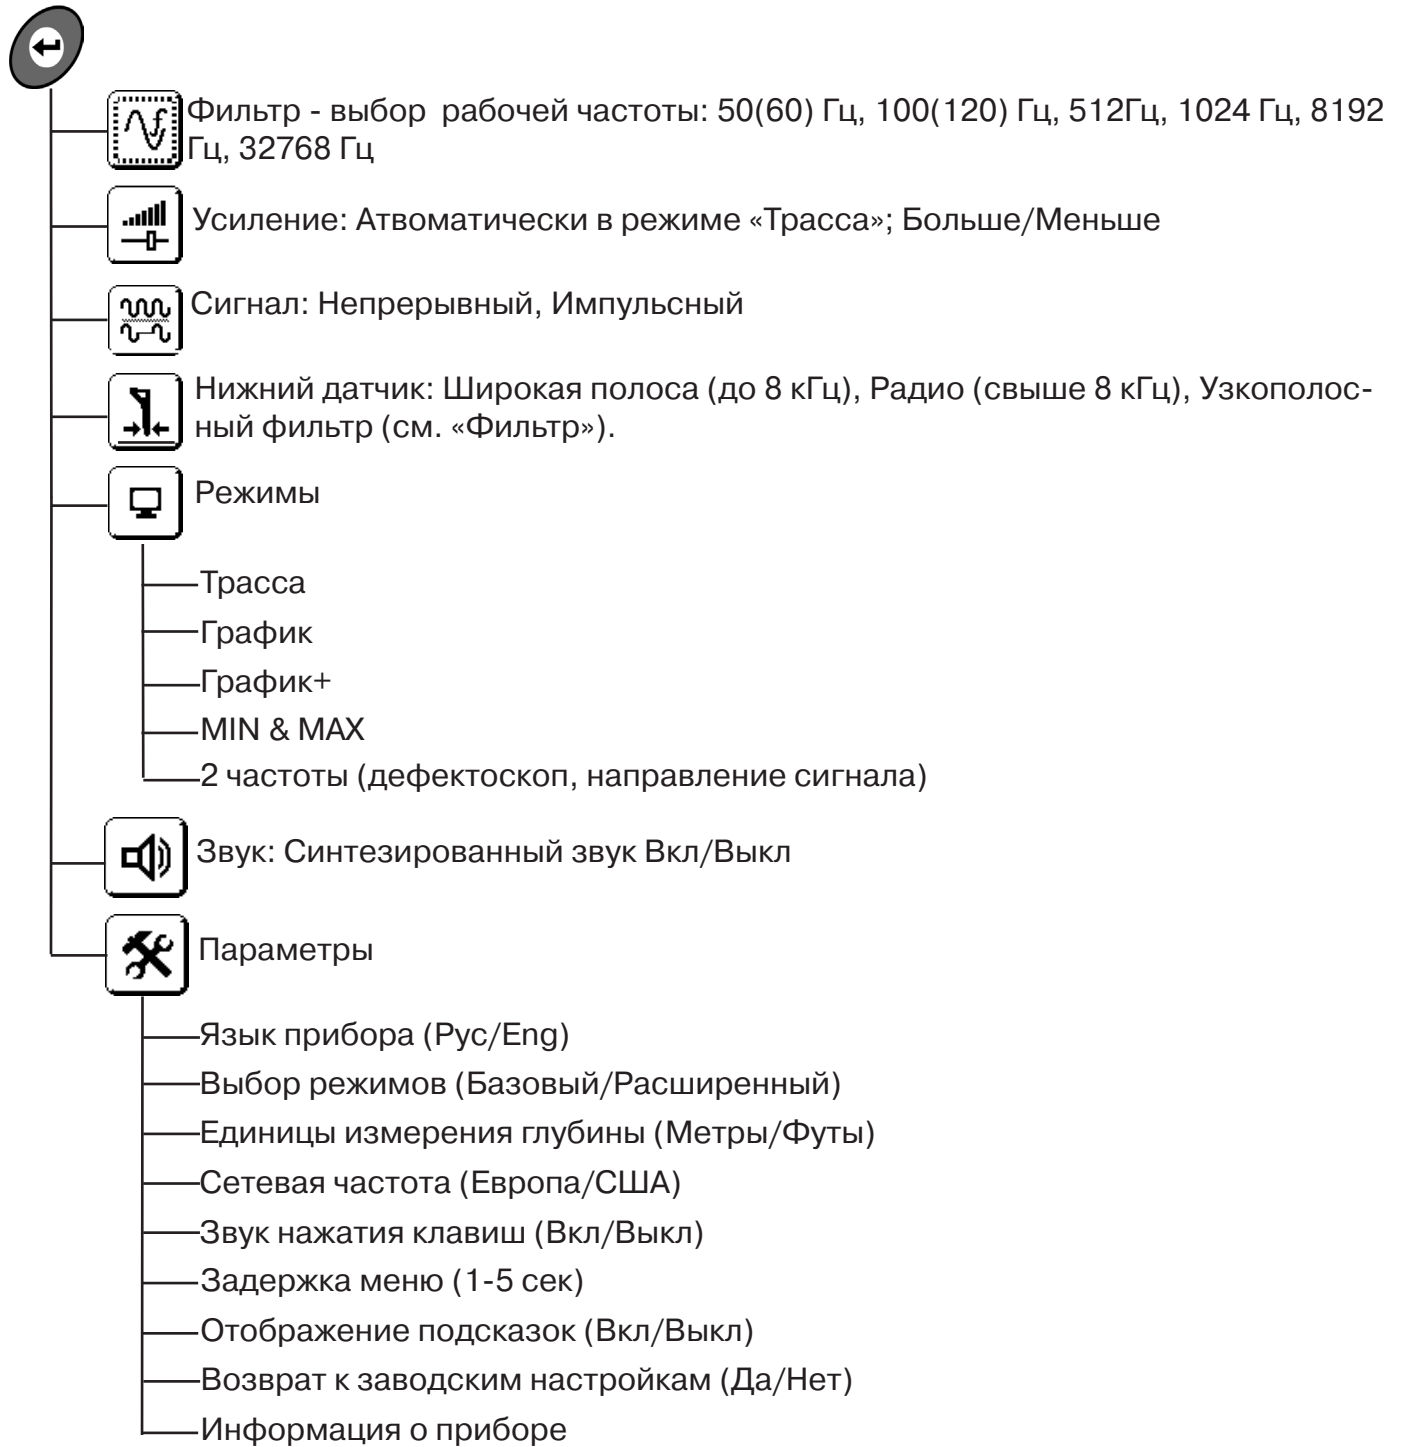 Фильтр - выбор рабочей частоты: 50(60) Гц, 100(120) Гц, 512Гц, 1024 Гц, 8192
Гц, 32768 Гц
Усиление: Атвоматически в режиме «Трасса»; Больше/Меньше
Сигнал: Непрерывный, Импульсный
Нижний датчик: Широкая полоса (до 8 кГц), Радио (свыше 8 кГц), Узкополос-
ный фильтр (см. «Фильтр»).
Режимы
Трасса
График
График+
MIN & MAX
2 частоты (дефектоскоп, направление сигнала)
Звук: Синтезированный звук Вкл/Выкл
Параметры
Язык прибора (Рус/Eng)
Выбор режимов (Базовый/Расширенный)
Единицы измерения глубины (Метры/Футы)
Сетевая частота (Европа/США)
Звук нажатия клавиш (Вкл/Выкл)
Задержка меню (1-5 сек)
Отображение подсказок (Вкл/Выкл)
Возврат к заводским настройкам (Да/Нет)
Информация о приборе